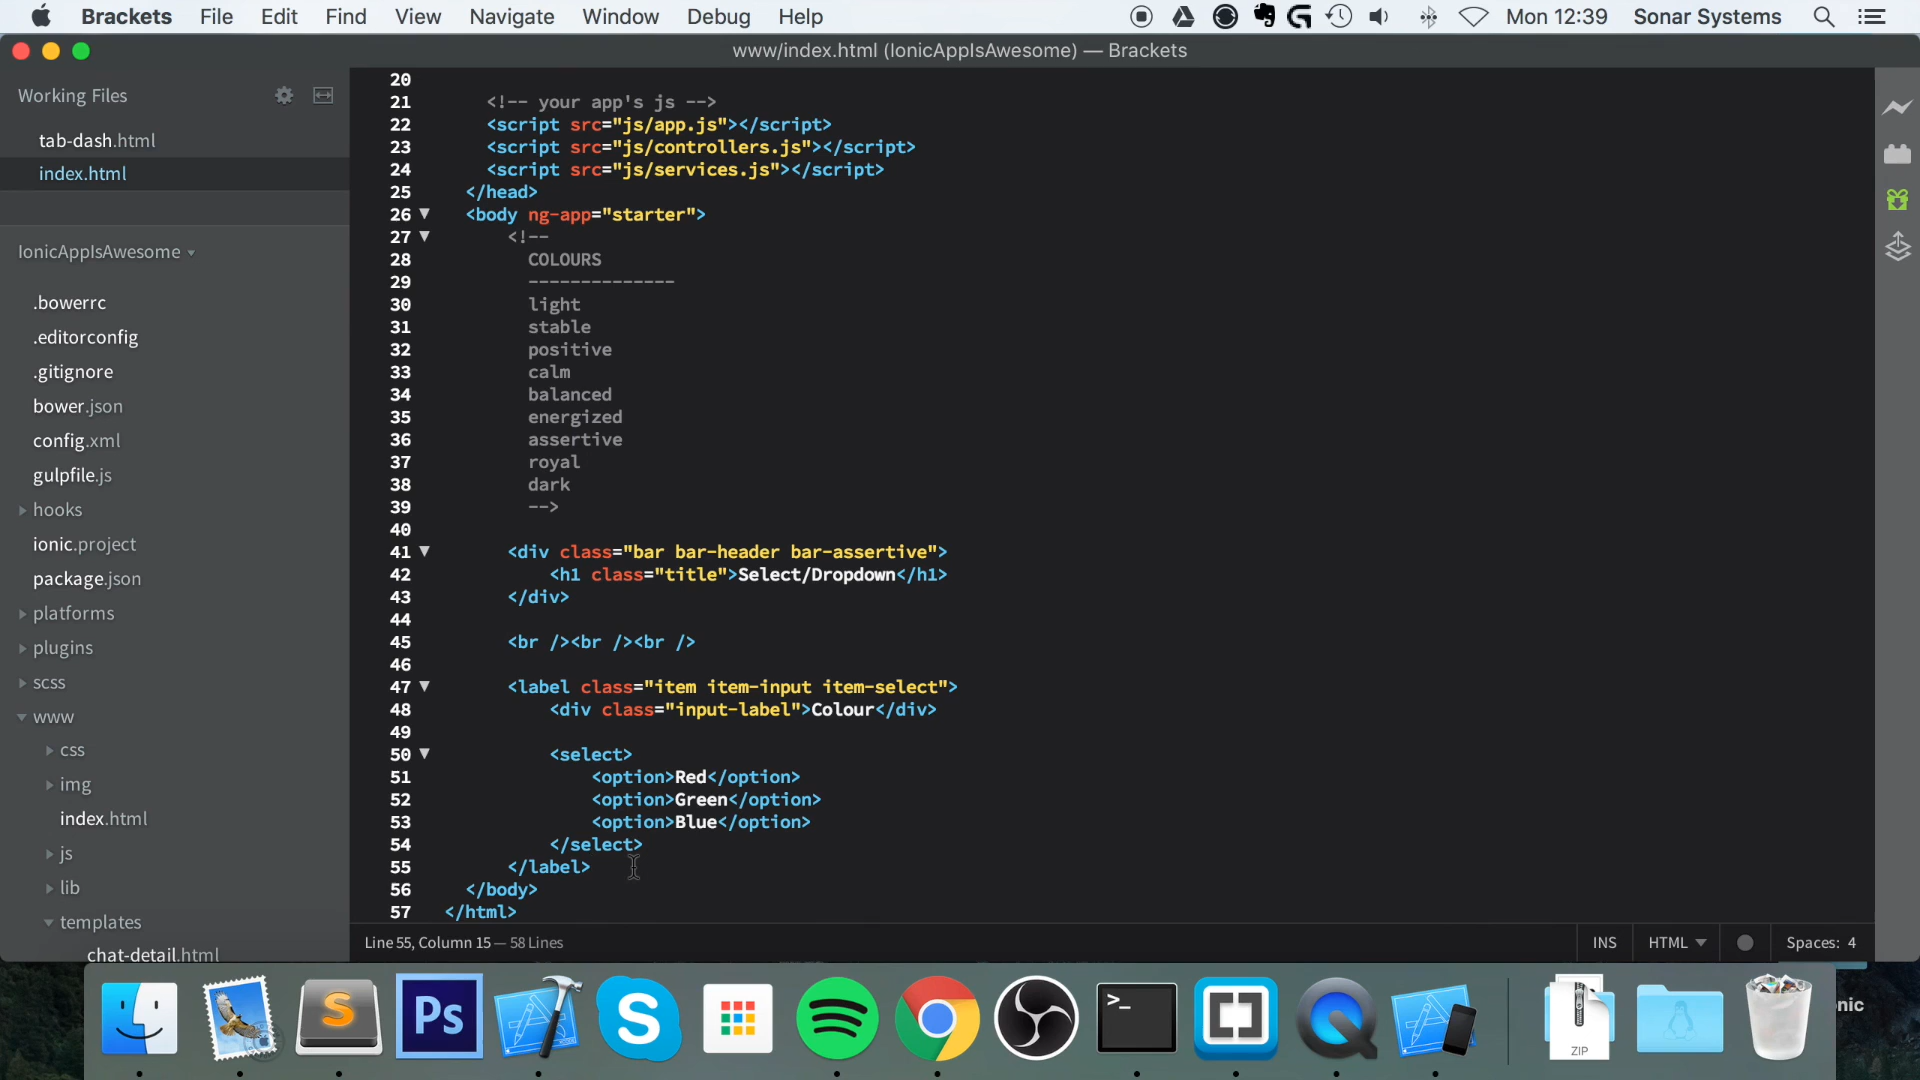 Brackets File Edit Find View Navigate Window Debug Help Mon 12:39 Sonar Systems
www/index.html (IonicAppIsAwesome) — Brackets
Working Files
tab-dash.html
index.html
IonicAppIsAwesome
.bowerrc
.editorconfig
.gitignore
bower.json
config.xml
gulpfile.js
hooks
ionic.project
package.json
platforms
plugins
scss
www
css
img
index.html
js
lib
templates
chat-detail.html
20
21 <!-- your app's js -->
22 <script src="js/app.js"></script>
23 <script src="js/controllers.js"></script>
24 <script src="js/services.js"></script>
25 </head>
26 <body ng-app="starter">
27 <!--
28 COLOURS
29 --------------
30 light
31 stable
32 positive
33 calm
34 balanced
35 energized
36 assertive
37 royal
38 dark
39 -->
40
41 <div class="bar bar-header bar-assertive">
42 <h1 class="title">Select/Dropdown</h1>
43 </div>
44
45 <br /><br /><br />
46
47 <label class="item item-input item-select">
48 <div class="input-label">Colour</div>
49
50 <select>
51 <option>Red</option>
52 <option>Green</option>
53 <option>Blue</option>
54 </select>
55 </label>
56 </body>
57 </html>
Line 55, Column 15 — 58 Lines
INS HTML Spaces: 4
S
Ps
S
>_
ZIP
nic